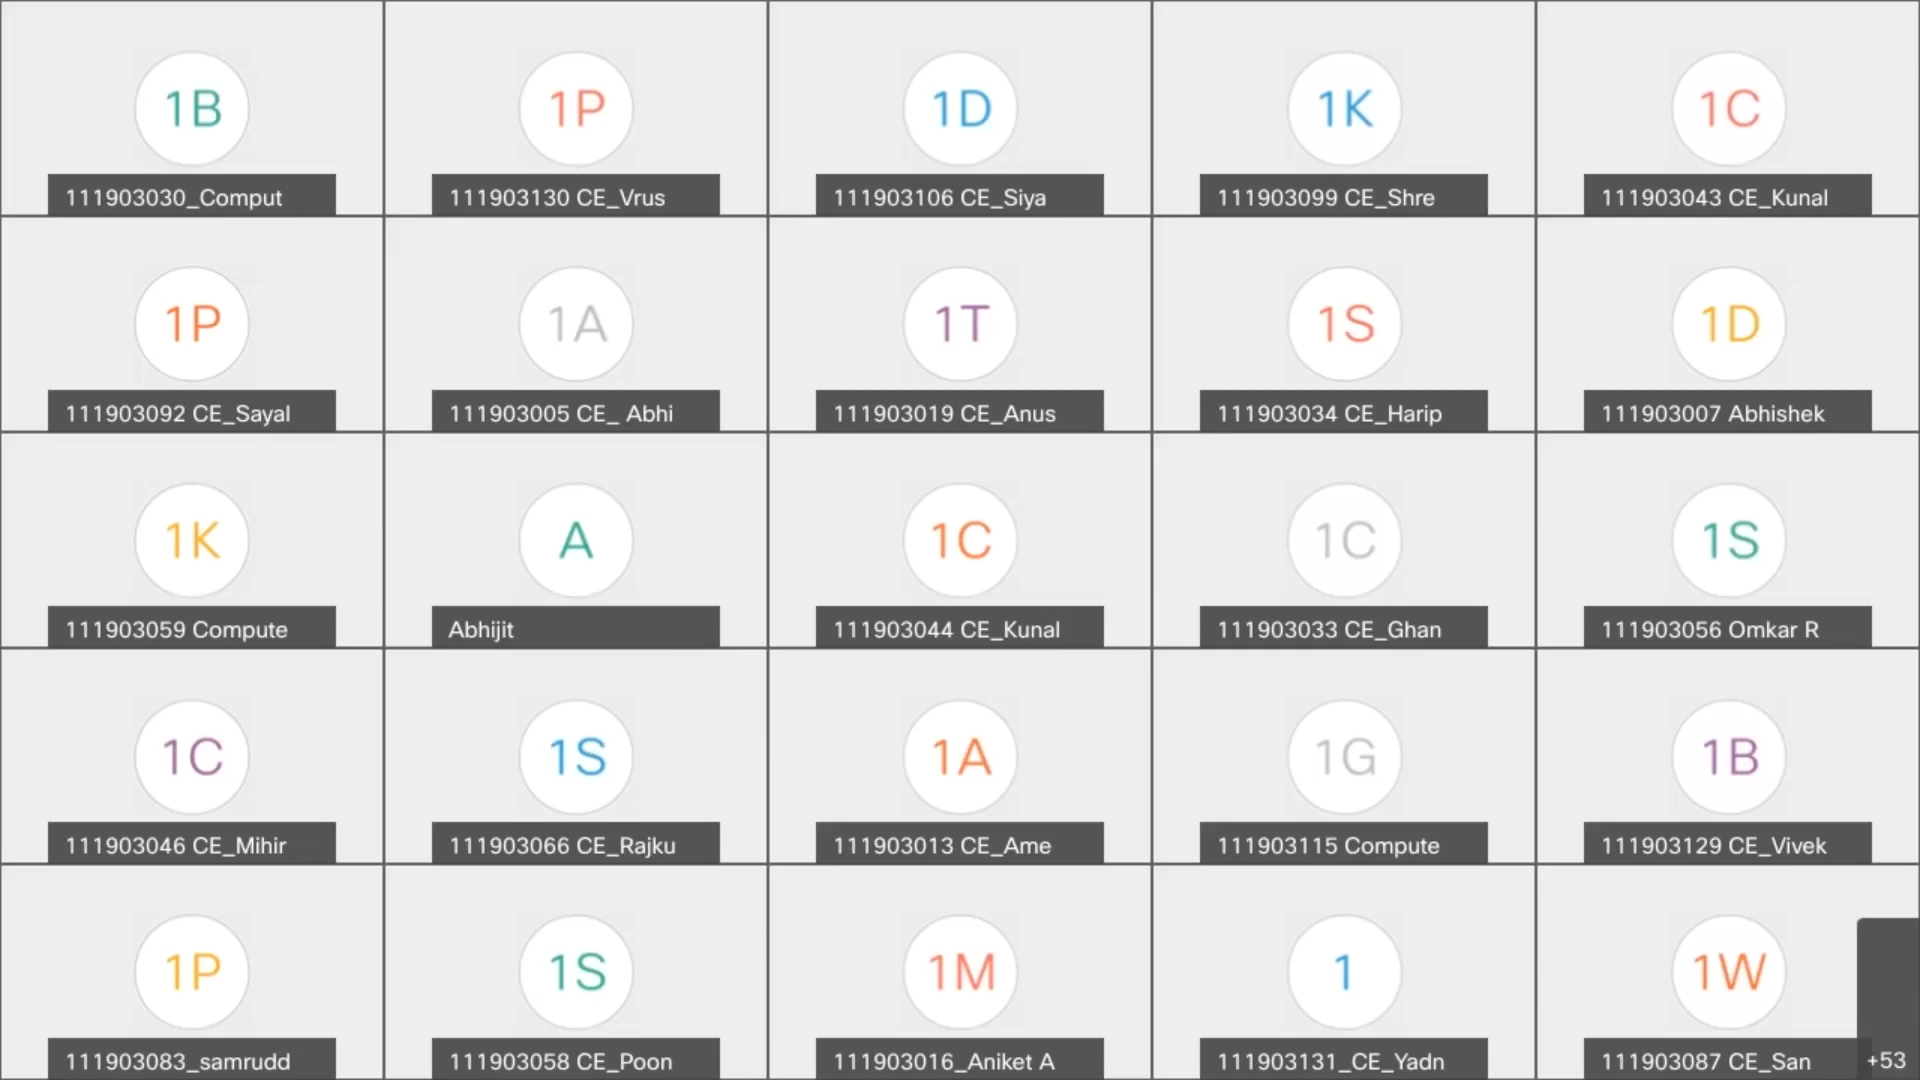 1B
1P
1D
1K
1C
111903030_Comput
111903130 CE_Vrus
111903106 CE_Siya
111903099 CE_Shre
111903043 CE_Kunal
1P
1A
1T
1S
1D
111903092 CE_Sayal
111903005 CE_ Abhi
111903019 CE_Anus
111903034 CE_Harip
111903007 Abhishek
1K
A
1C
1C
1S
111903059 Compute
Abhijit
111903044 CE_Kunal
111903033 CE_Ghan
111903056 Omkar R
1C
1S
1A
1G
1B
111903046 CE_Mihir
111903066 CE_Rajku
111903013 CE_Ame
111903115 Compute
111903129 CE_Vivek
1P
1S
1M
1
1W
111903083_samrudd
111903058 CE_Poon
111903016_Aniket A
111903131_CE_Yadn
111903087 CE_San
+53